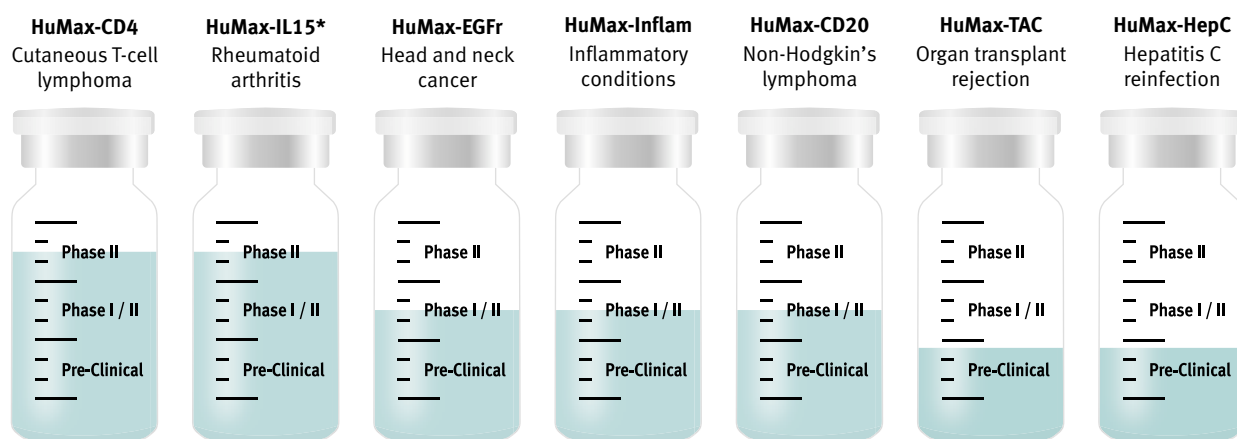 HuMax-CD4
Cutaneous T-cell
lymphoma
HuMax-IL15*
Rheumatoid
arthritis
HuMax-EGFr
Head and neck
cancer
HuMax-Inflam
Inflammatory
conditions
HuMax-CD20
Non-Hodgkin's
lymphoma
HuMax-TAC
Organ transplant
rejection
HuMax-HepC
Hepatitis C
reinfection
Phase II
Phase I / II
Pre-Clinical
Phase II
Phase I / II
Pre-Clinical
Phase II
Phase I / II
Pre-Clinical
Phase II
Phase I / II
Pre-Clinical
Phase II
Phase I / II
Pre-Clinical
Phase II
Phase I / II
Pre-Clinical
Phase II
Phase I / II
Pre-Clinical